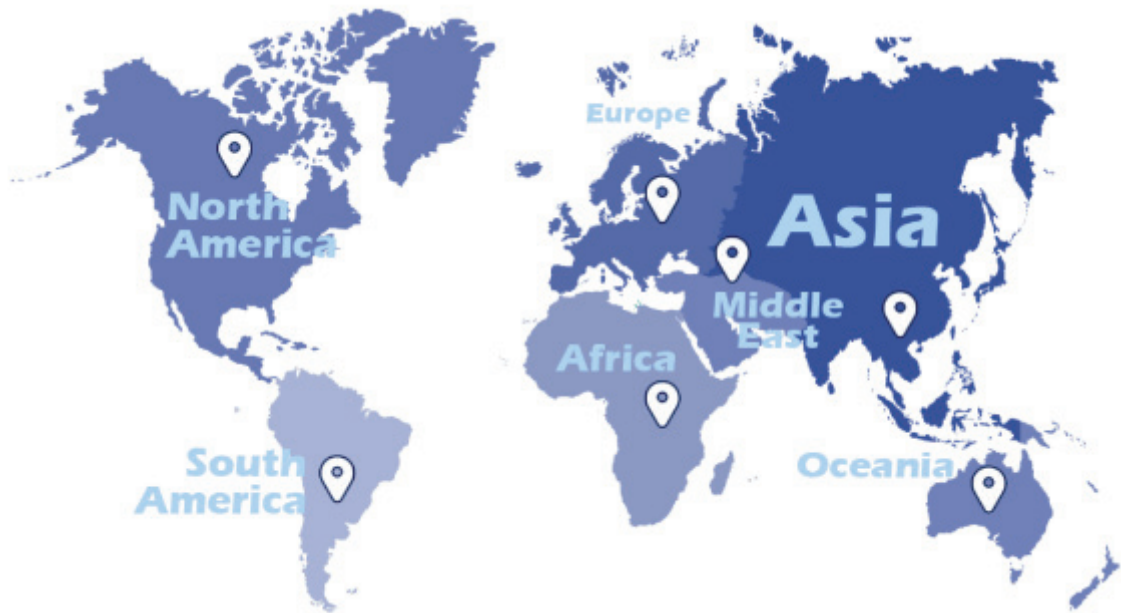 Europe
North
America
Asia
Middle
East
Africa
South
America
Oceania